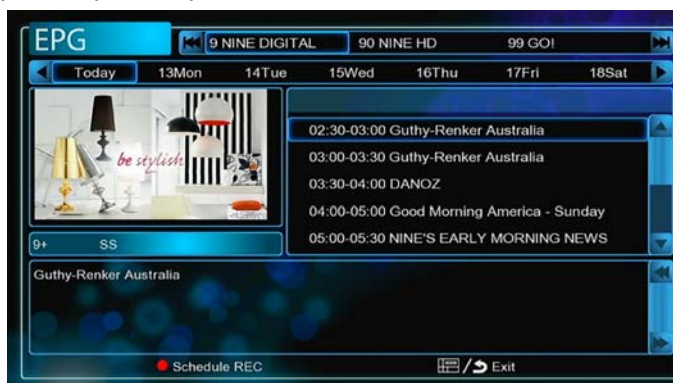 EPG
9 NINE DIGITAL 90 NINE HD 99 GO!
Today 13Mon 14Tue 15Wed 16Thu 17Fri 18Sat
be stylish
02:30-03:00 Guthy-Renker Australia
03:00-03:30 Guthy-Renker Australia
03:30-04:00 DANOZ
04:00-05:00 Good Morning America - Sunday
05:00-05:30 NINE'S EARLY MORNING NEWS
9+ SS
Guthy-Renker Australia
Schedule REC
/ Exit